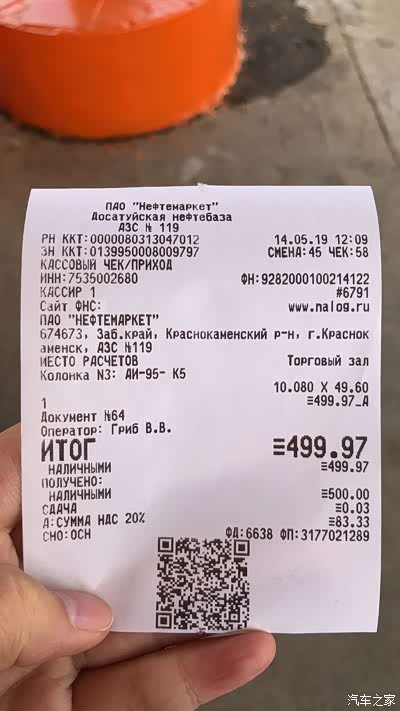 ПАО "Нефтемаркет"
Досатуйская нефтебаза
АЗС № 119
РН ККТ:0000080313047012 14.05.19 12:09
ЗН ККТ:0139950008009797 СМЕНА:45 ЧЕК:58
КАССОВЫЙ ЧЕК/ПРИХОД
ИНН:7535002680 ФН:9282000100214122
КАССИР 1 #6791
Сайт ФНС: www.nalog.ru
ПАО "НЕФТЕМАРКЕТ"
674673, Заб.край, Краснокаменский р-н, г.Краснок
аменск, АЗС №119
МЕСТО РАСЧЕТОВ Торговый зал
Колонка N3: АИ-95- К5
10.080 X 49.60
1 ≡499.97_А
Документ №64
Оператор: Гриб В.В.
ИТОГ ≡499.97
НАЛИЧНЫМИ ≡499.97
ПОЛУЧЕНО:
НАЛИЧНЫМИ ≡500.00
СДАЧА ≡0.03
А:СУММА НДС 20% ≡83.33
СНО:ОСН ФД:6638 ФП:3177021289
汽车之家